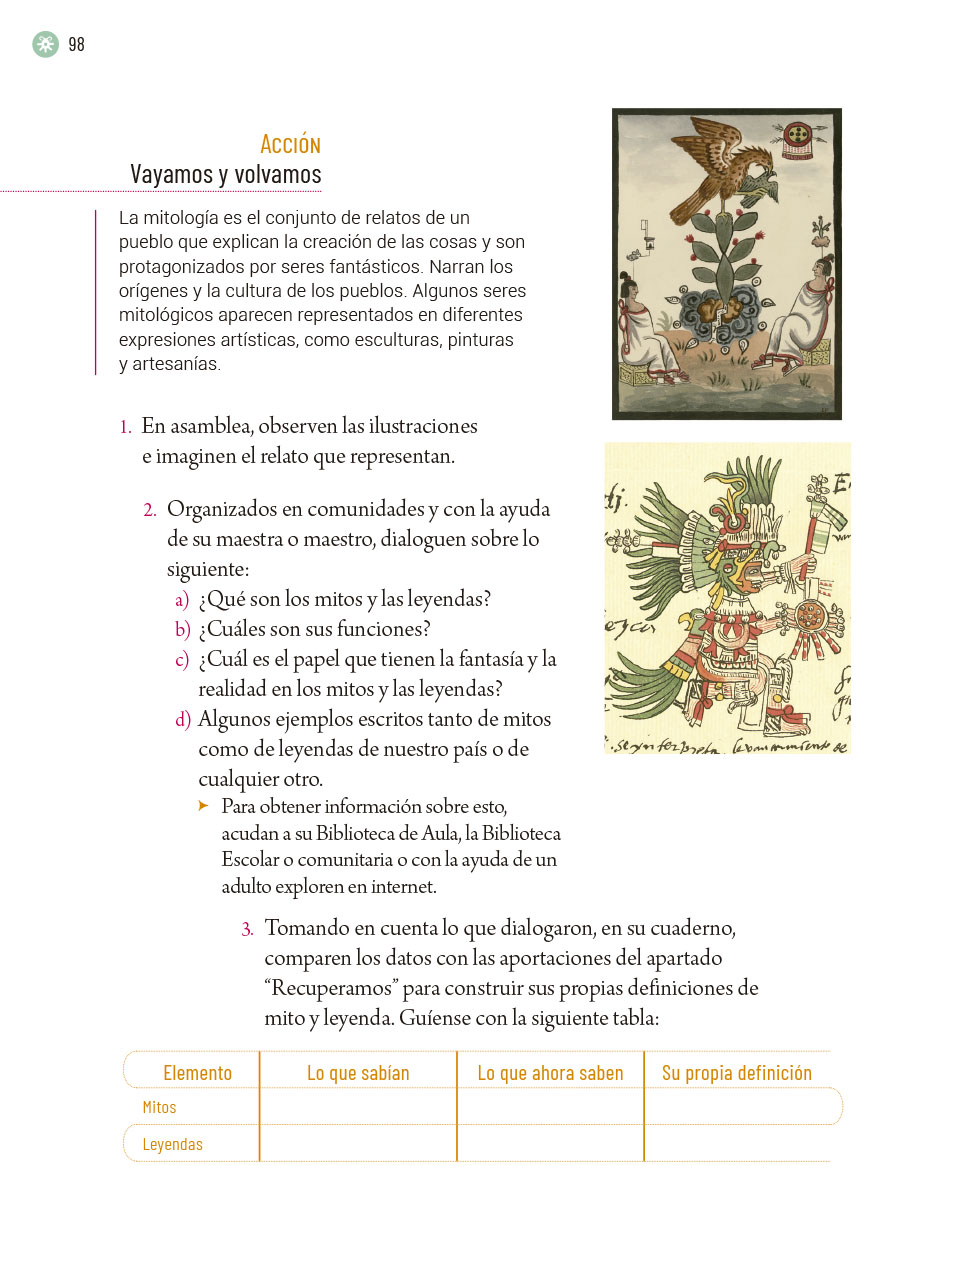 98
Acción
Vayamos y volvamos
La mitología es el conjunto de relatos de un
pueblo que explican la creación de las cosas y son
protagonizados por seres fantásticos. Narran los
orígenes y la cultura de los pueblos. Algunos seres
mitológicos aparecen representados en diferentes
expresiones artísticas, como esculturas, pinturas
y artesanías.
1. En asamblea, observen las ilustraciones
e imaginen el relato que representan.
2. Organizados en comunidades y con la ayuda
de su maestra o maestro, dialoguen sobre lo
siguiente:
a) ¿Qué son los mitos y las leyendas?
b) ¿Cuáles son sus funciones?
c) ¿Cuál es el papel que tienen la fantasía y la
realidad en los mitos y las leyendas?
d) Algunos ejemplos escritos tanto de mitos
como de leyendas de nuestro país o de
cualquier otro.
➤ Para obtener información sobre esto,
acudan a su Biblioteca de Aula, la Biblioteca
Escolar o comunitaria o con la ayuda de un
adulto exploren en internet.
3. Tomando en cuenta lo que dialogaron, en su cuaderno,
comparen los datos con las aportaciones del apartado
“Recuperamos” para construir sus propias definiciones de
mito y leyenda. Guíense con la siguiente tabla:
Elemento Lo que sabían Lo que ahora saben Su propia definición
Mitos
Leyendas